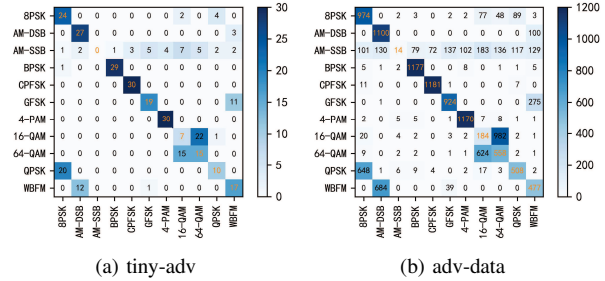 8PSK 24 0 0 0 0 0 0 2 0 4 0
AM-DSB 0 27 0 0 0 0 0 0 0 0 3
AM-SSB 1 2 0 1 3 5 4 7 5 2 0
BPSK 1 0 0 29 0 0 0 0 0 0 0
CPFSK 0 0 0 0 30 0 0 0 0 0 0
GFSK 0 0 0 0 0 19 0 0 0 0 11
4-PAM 0 0 0 0 0 0 30 0 0 0 0
16-QAM 0 0 0 0 0 0 0 7 22 1 0
64-QAM 0 0 0 0 0 0 0 15 0 0
QPSK 20 0 0 0 0 0 0 0 0 10 0
WBFM 0 12 0 0 0 1 0 0 0 0
8PSK AM-DSB AM-SSB BPSK CPFSK GFSK 4-PAM 16-QAM 64-QAM QPSK WBFM
30
25
20
15
10
5
0
(a) tiny-adv
8PSK 974 0 2 3 0 2 2 77 48 89 3
AM-DSB 0 1100 0 0 0 0 0 0 0 0 100
AM-SSB 101 130 14 79 72 137 102 183 136 117 129
BPSK 11 0 0 1177 0 0 8 0 1 2 1
CPFSK 5 0 1181 0
GFSK 0 0 1 0 0 924 0 0 0 0 275
4-PAM 0 0 5 5 0 1 1170 7 8 1
16-QAM 20 0 4 2 0 1 184 982 2 1
64-QAM 0 2 2 0 1 1 624 2 1
QPSK 648 1 6 9 4 0 2 17 3 508 2
WBFM 684 0 0 0 39 0 0 0 0 427
8PSK AM-DSB AM-SSB BPSK CPFSK GFSK 4-PAM 16-QAM 64-QAM QPSK WBFM
1200
1000
800
600
400
200
0
(b) adv-data